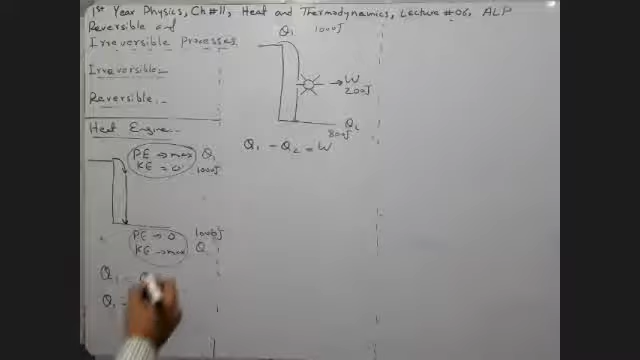 1st Year Physics, Ch #11, Heat and Thermodynamics, Lecture #06, ALP
Reversible and
Irreversible Processes
Irreversible
Reversible
Heat Engine
PE → max Q₁
KE = 0 1000J
PE → 0 1000J
KE → max Q
Q₁ =
Q₁ =
Q₁ 1000J
→ W
200J
Q₂
800J
Q₁ - Q₂ = W